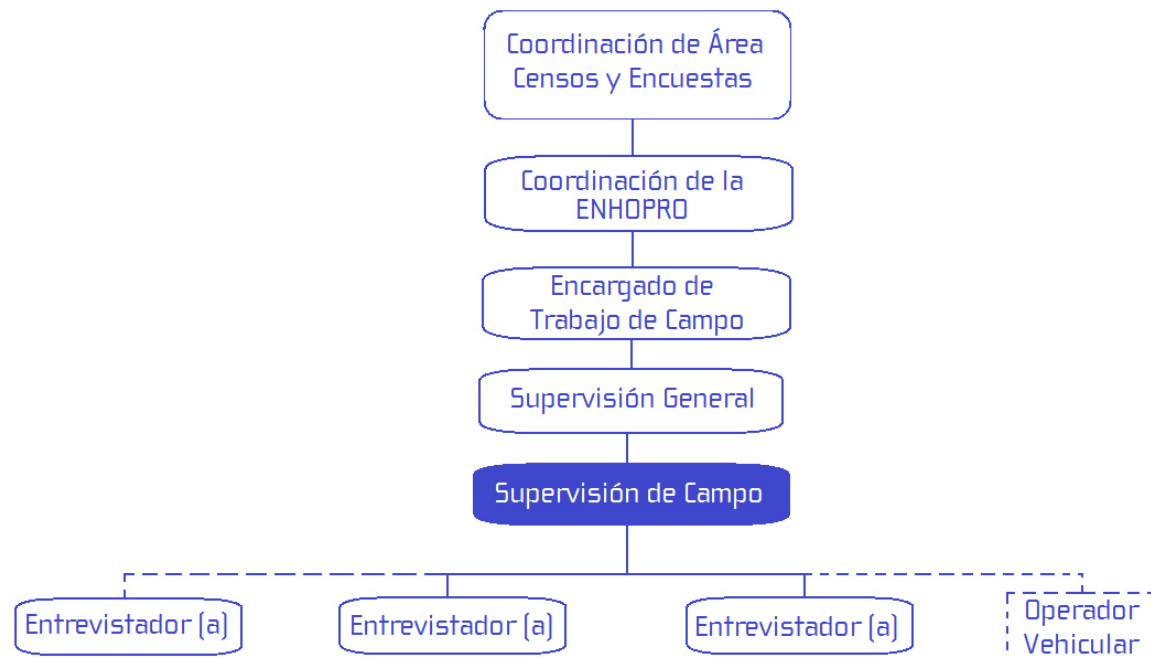 Coordinación de Área
Censos y Encuestas
Coordinación de la
ENHOPRO
Encargado de
Trabajo de Campo
Supervisión General
Supervisión de Campo
Entrevistador (a)
Entrevistador (a)
Entrevistador (a)
Operador
Vehicular